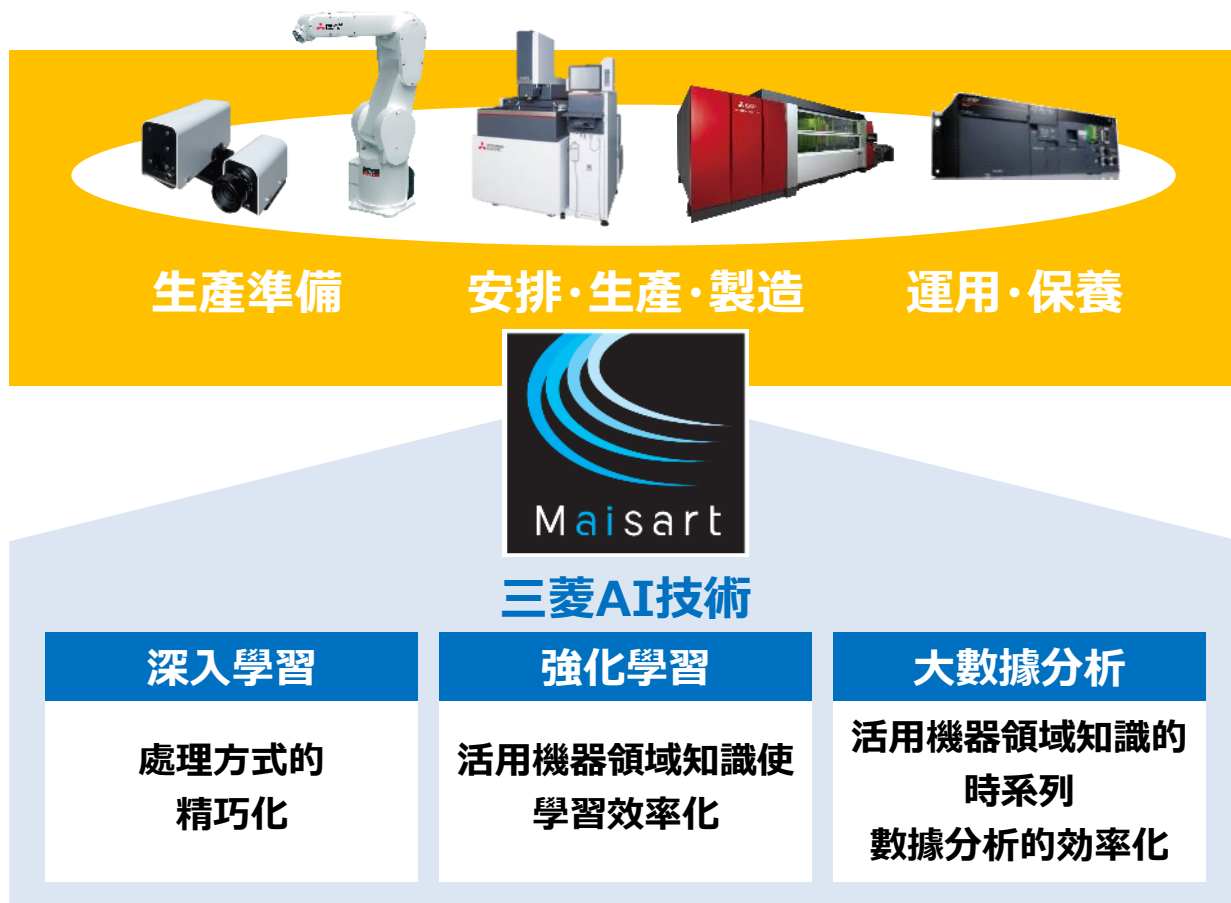 生產準備
安排·生產·製造
運用·保養
Maisart
三菱AI技術
深入學習
強化學習
大數據分析
處理方式的
精巧化
活用機器領域知識使
學習效率化
活用機器領域知識的
時系列
數據分析的効率化